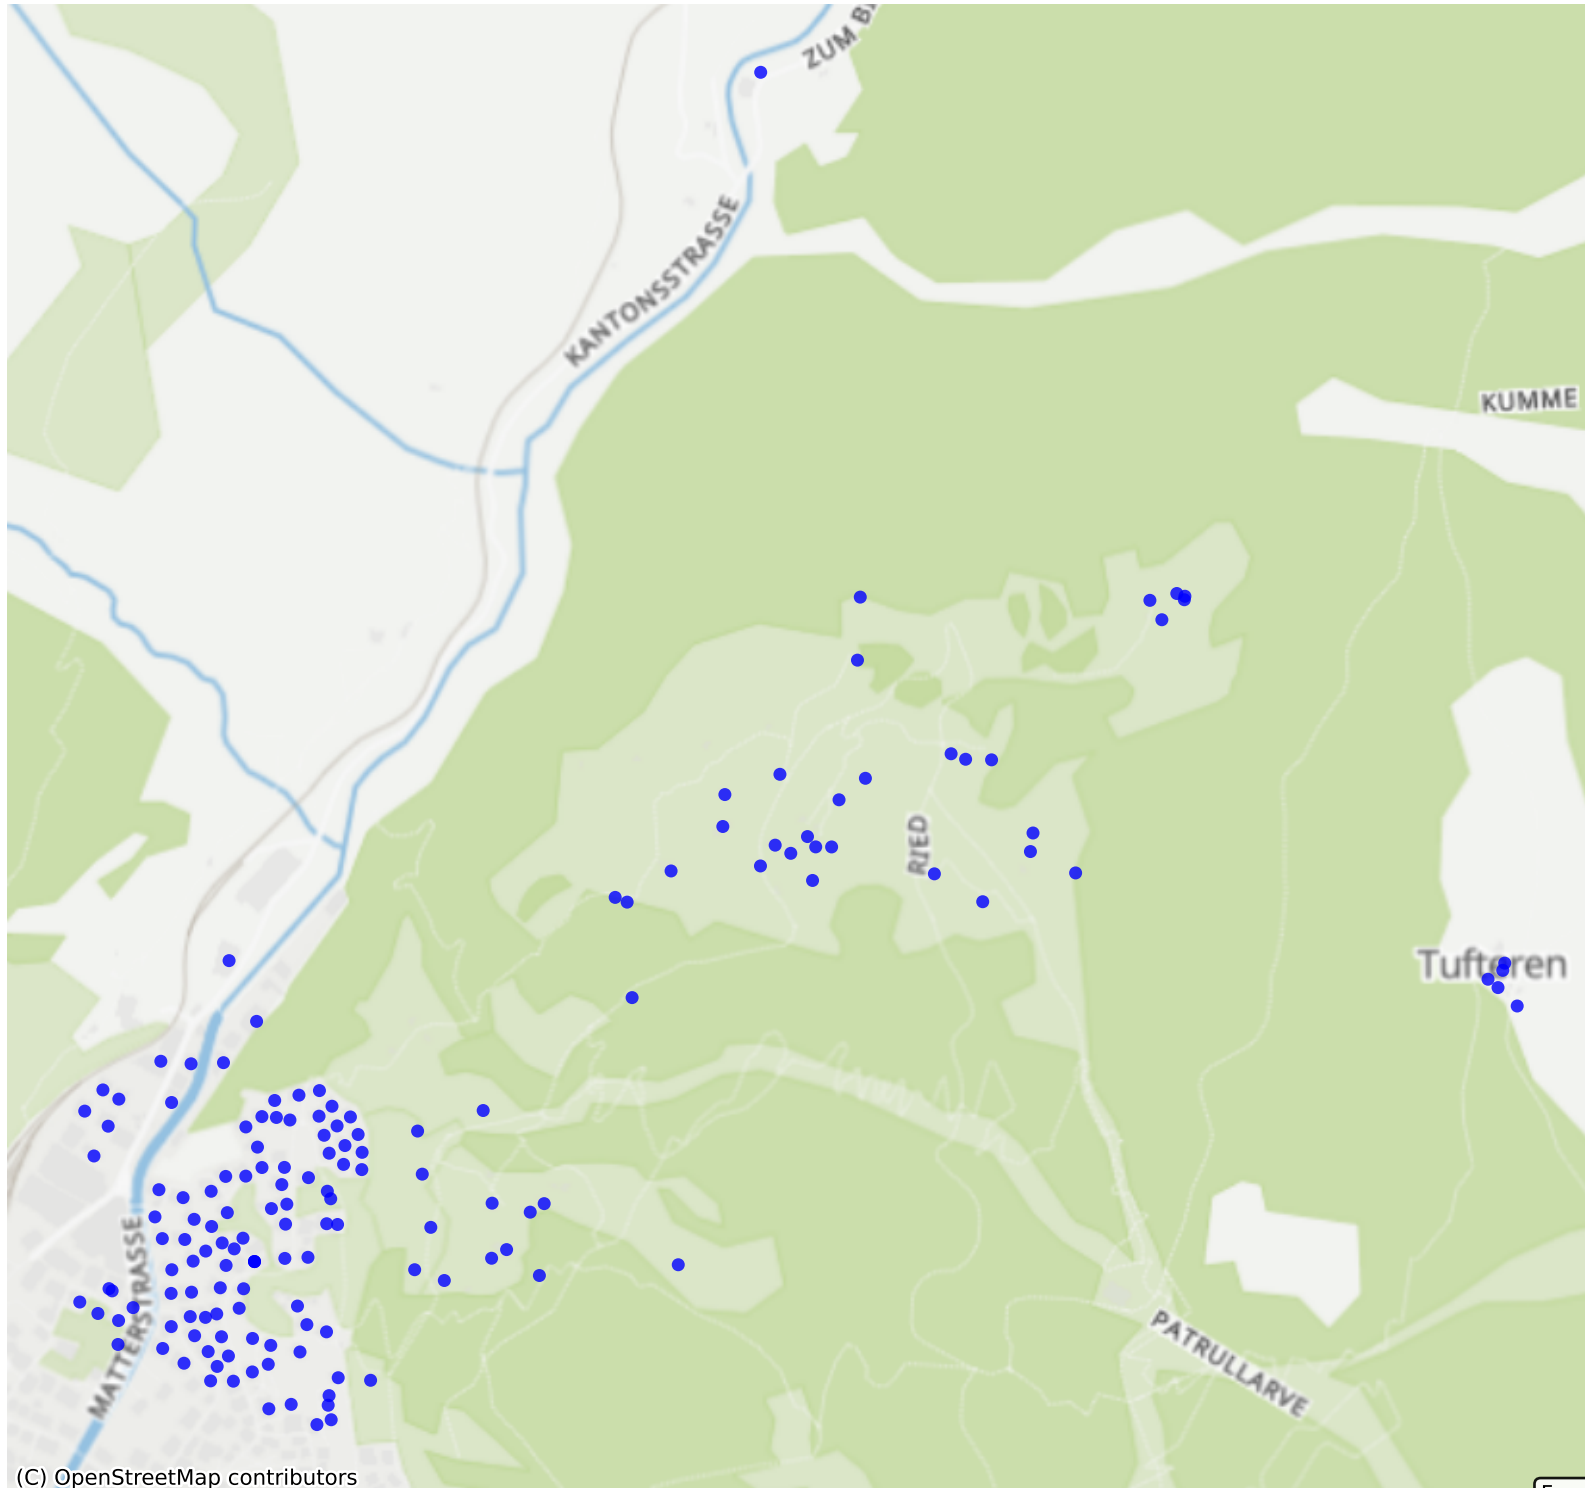 ZUM
KANTONSSTRASSE
KUMME
RIED
Tufteren
MATTERSTRASSE
PATRULLARVE
(C) OpenStreetMap contributors